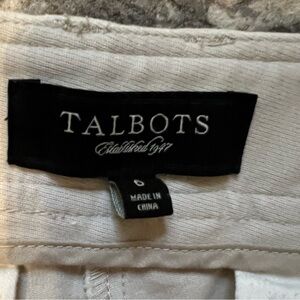 TALBOTS
Established 1947
6
MADE IN
CHINA